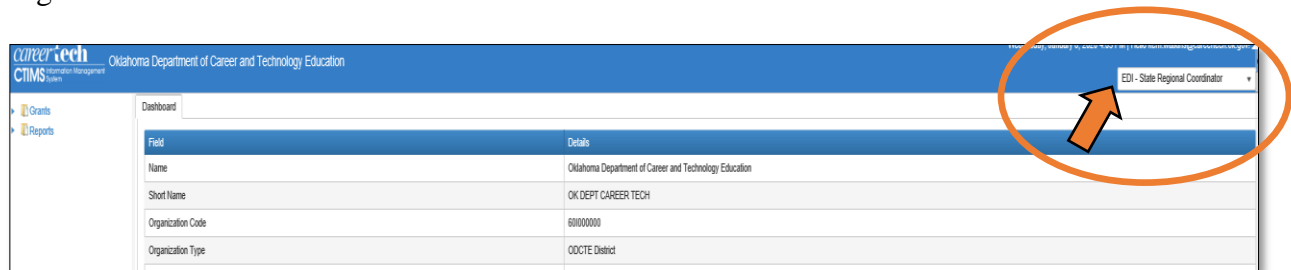 careertech
CTIMS Information Management System
Oklahoma Department of Career and Technology Education
EDI - State Regional Coordinator
Grants
Reports
Dashboard
Field Details
Name Oklahoma Department of Career and Technology Education
Short Name OK DEPT CAREER TECH
Organization Code 60I000000
Organization Type ODCTE District